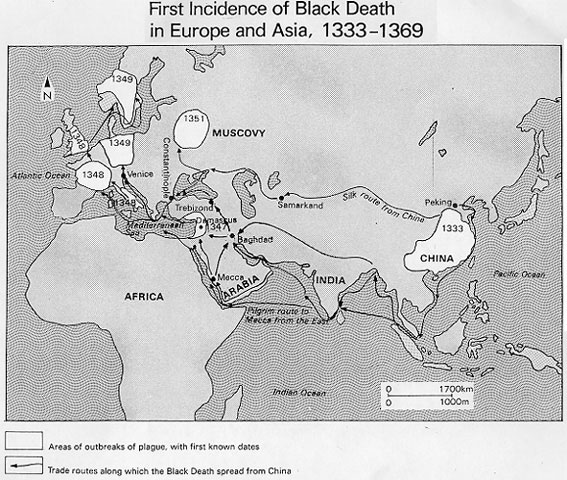 First Incidence of Black Death
in Europe and Asia, 1333–1369
N
1349
1351
MUSCOVY
1348
1349
Atlantic Ocean
1348
Venice
Constantinople
1348
Trebizond
Samarkand
Silk route from China
Peking
1333
CHINA
Mediterranean
Sea
Damascus
1347
Baghdad
Pacific Ocean
AFRICA
Mecca
ARABIA
INDIA
Pilgrim route to
Mecca from the East
Indian Ocean
0 1700km
0 1000m
Areas of outbreaks of plague, with first known dates
Trade routes along which the Black Death spread from China